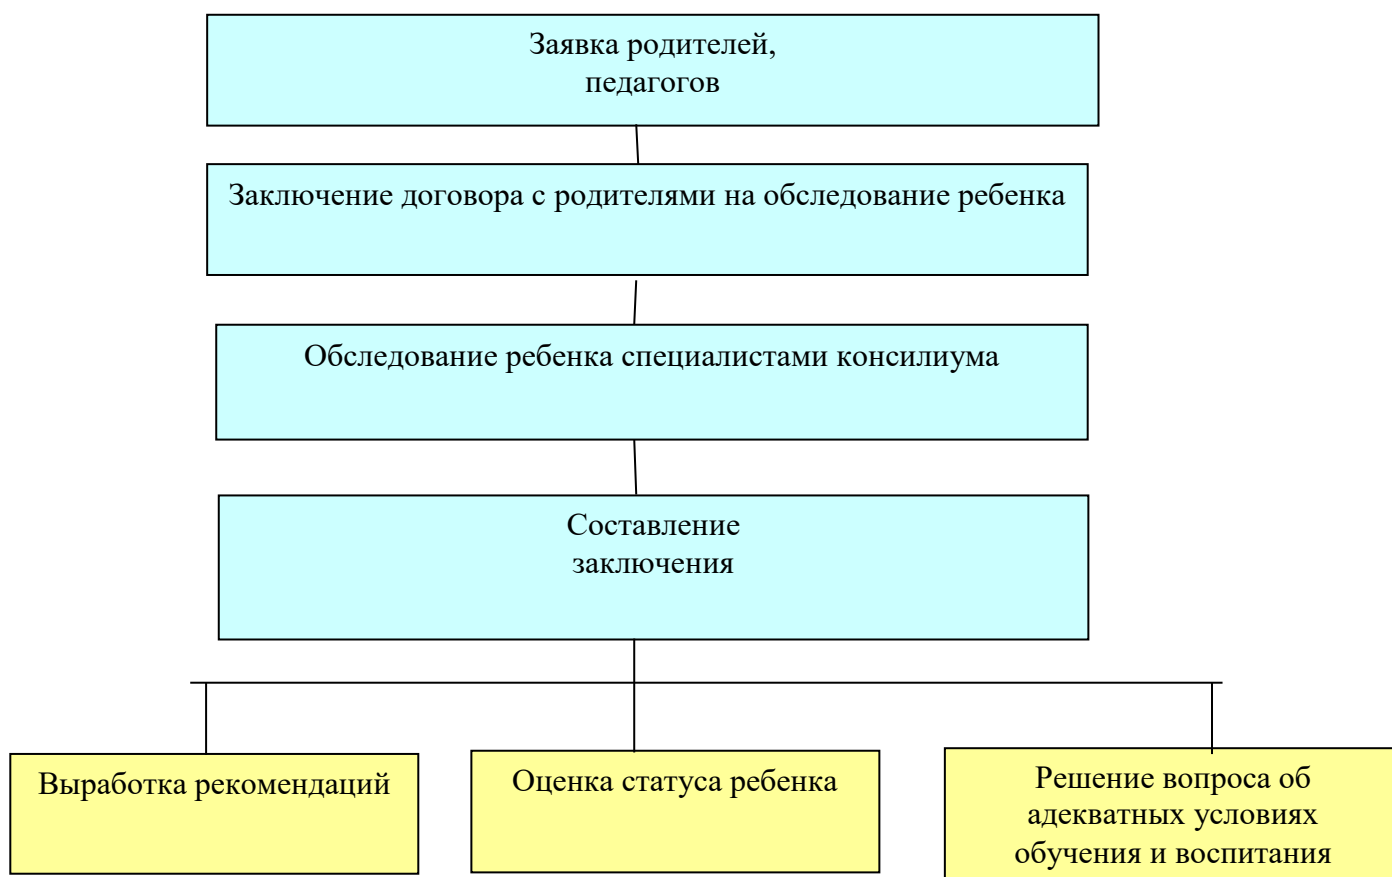 Заявка родителей,
педагогов
Заключение договора с родителями на обследование ребенка
Обследование ребенка специалистами консилиума
Составление
заключения
Выработка рекомендаций
Оценка статуса ребенка
Решение вопроса об
адекватных условиях
обучения и воспитания